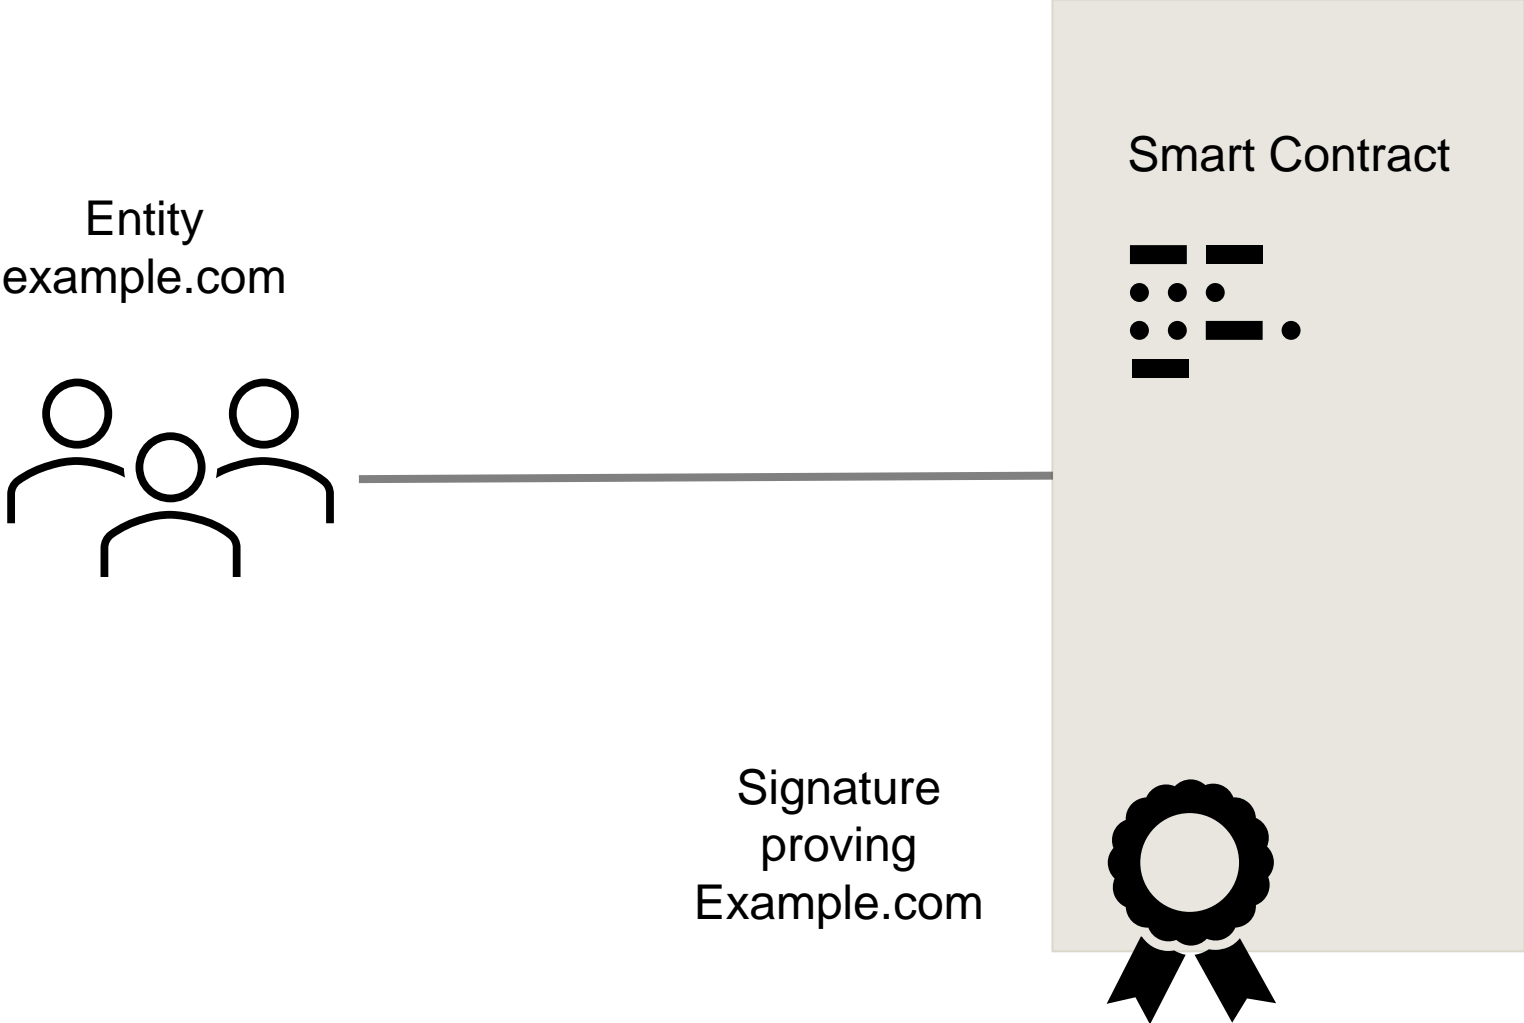 Smart Contract
Entity
example.com
Signature
proving
Example.com